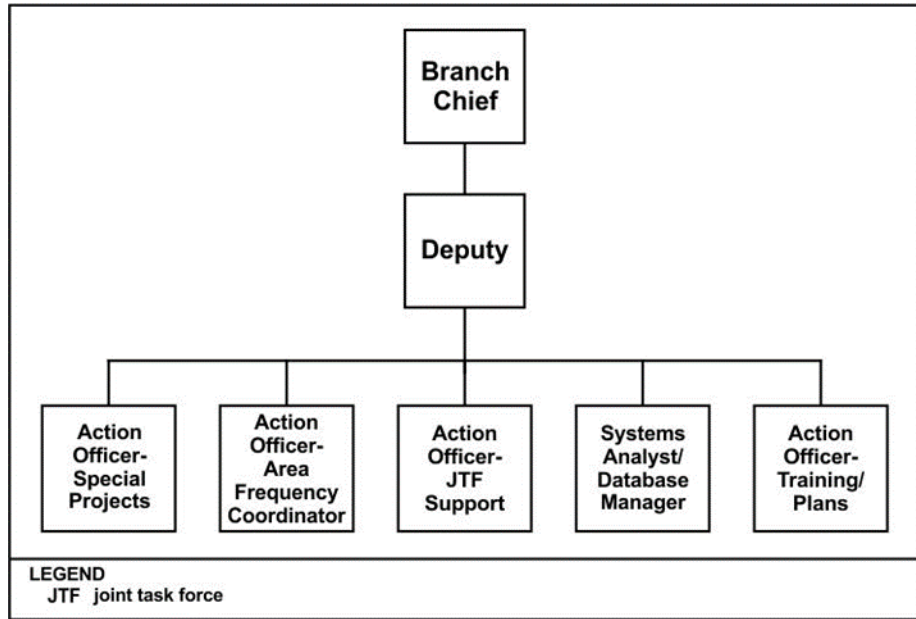 Branch
Chief
Deputy
Action
Officer-
Special
Projects
Action
Officer-
Area
Frequency
Coordinator
Action
Officer-
JTF
Support
Systems
Analyst/
Database
Manager
Action
Officer-
Training/
Plans
LEGEND
JTF joint task force